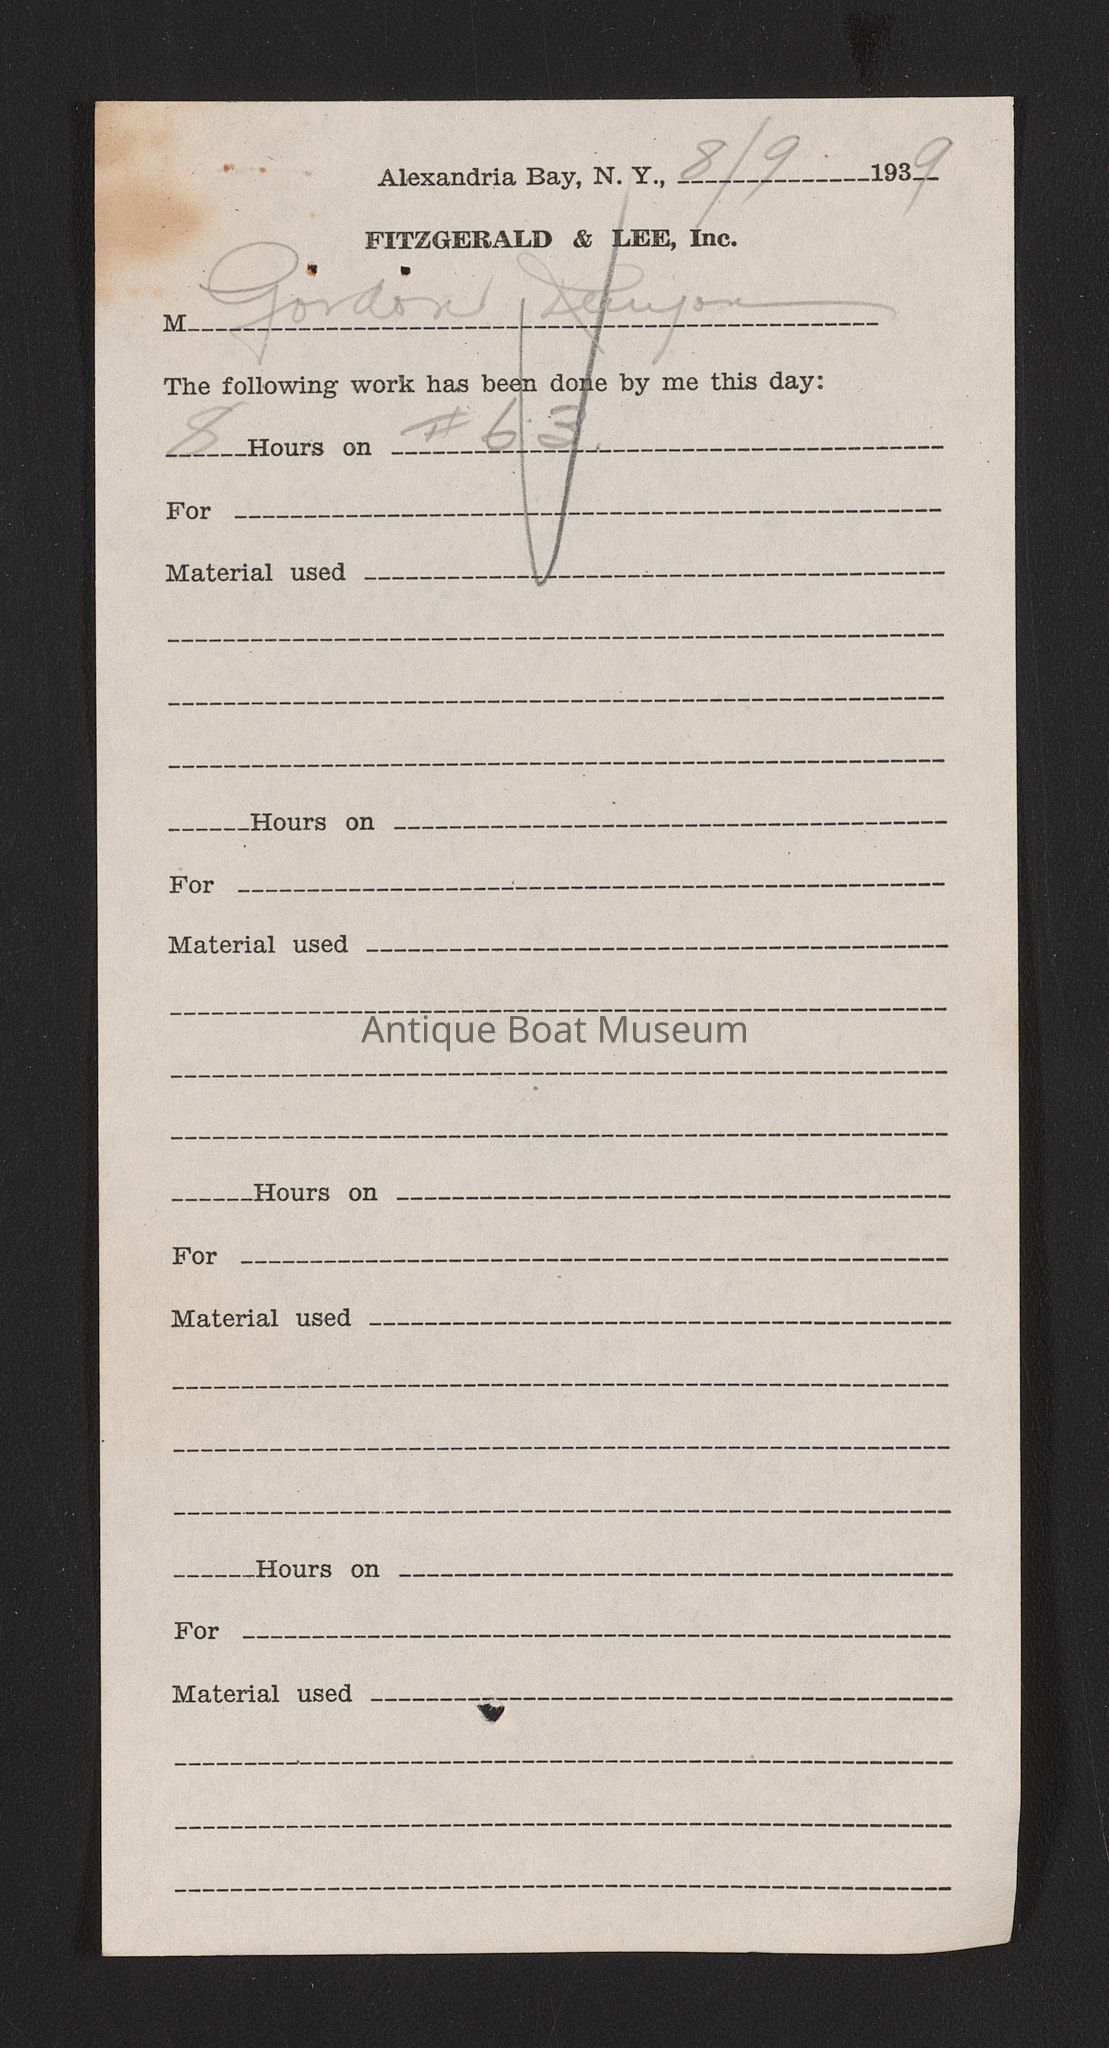 Alexandria Bay, N. Y., 8/9 1939
FITZGERALD & LEE, Inc.
M Gordon
The following work has been done by me this day:
8 Hours on #63.
For
Material used
Hours on
For
Material used
Antique Boat Museum
Hours on
For
Material used
Hours on
For
Material used